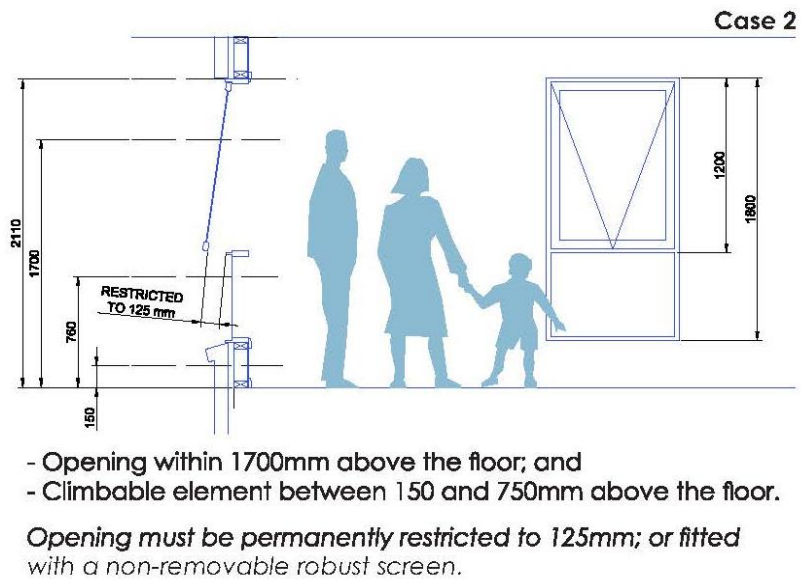 Case 2
2110
1700
1200
1800
RESTRICTED
TO 125 mm
760
150
- Opening within 1700mm above the floor; and
- Climbable element between 150 and 750mm above the floor.
Opening must be permanently restricted to 125mm; or fitted
with a non-removable robust screen.